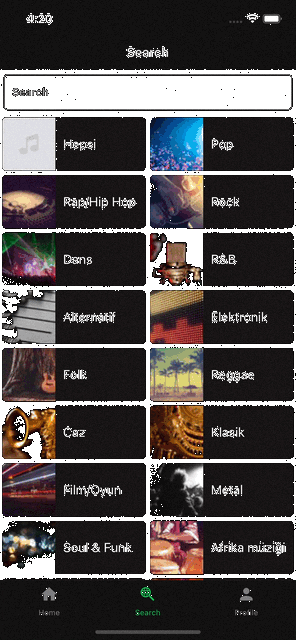 4:20
Search
Search
Hepsi
Pop
Rap/Hip Hop
Rock
Dans
R&B
Alternatif
Elektronik
Folk
Reggae
Caz
Klasik
Film/Oyun
Metal
Soul & Funk
Afrika müziği
Home
Search